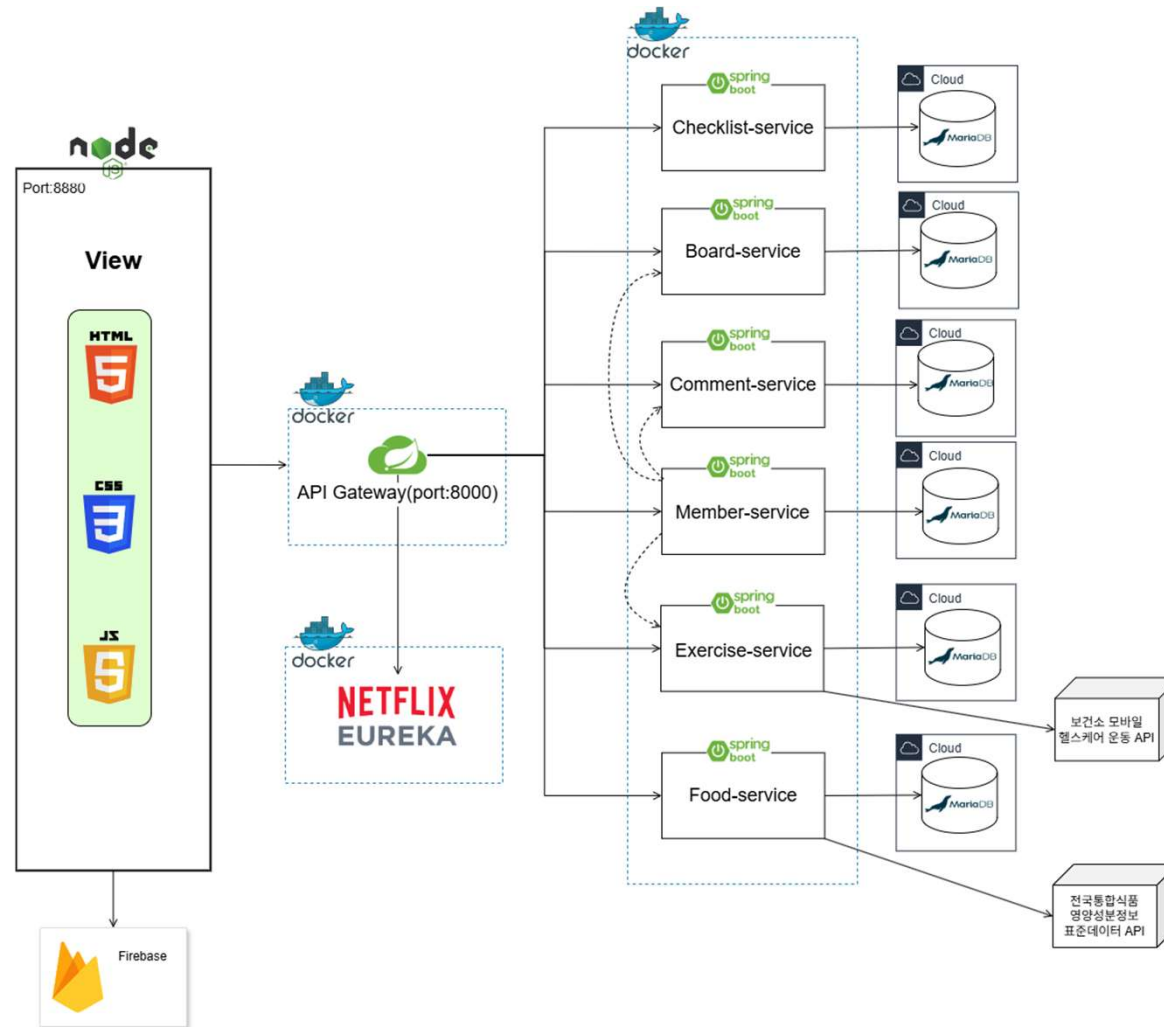 node
JS
Port:8880
View
HTML
5
CSS
3
JS
5
Firebase
docker
API Gateway(port:8000)
docker
NETFLIX
EUREKA
docker
spring
boot
Checklist-service
Cloud
MariaDB
spring
boot
Board-service
Cloud
MariaDB
spring
boot
Comment-service
Cloud
MariaDB
spring
boot
Member-service
Cloud
MariaDB
spring
boot
Exercise-service
Cloud
MariaDB
보건소 모바일
헬스케어 운동 API
spring
boot
Food-service
Cloud
MariaDB
전국통합식품
영양성분정보
표준데이터 API